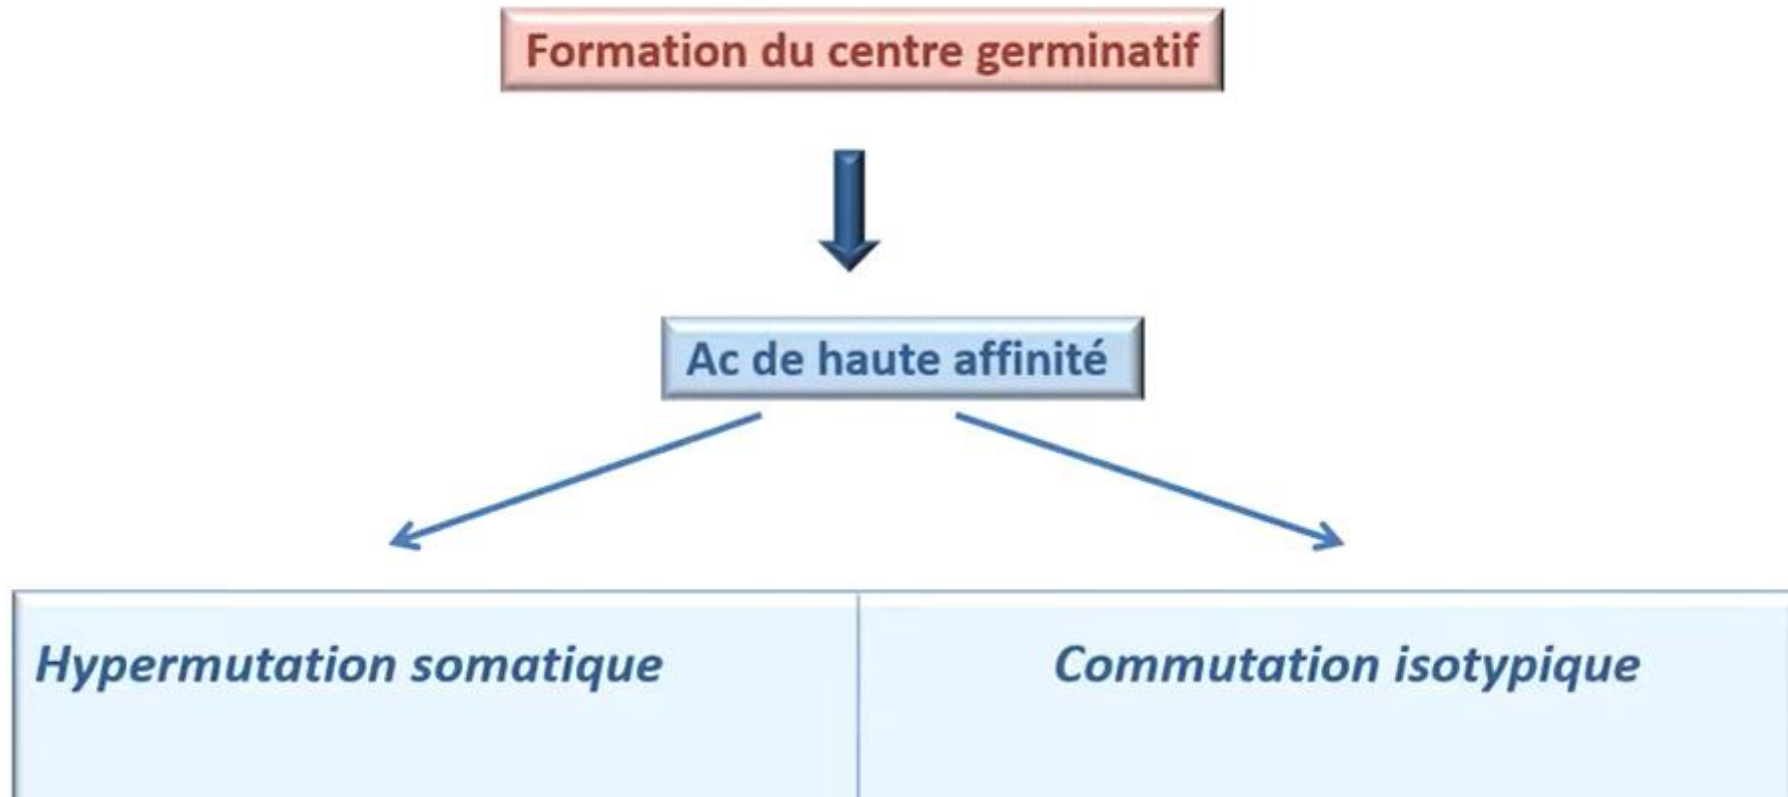 Formation du centre germinatif
Ac de haute affinité
Hypermutation somatique
Commutation isotypique